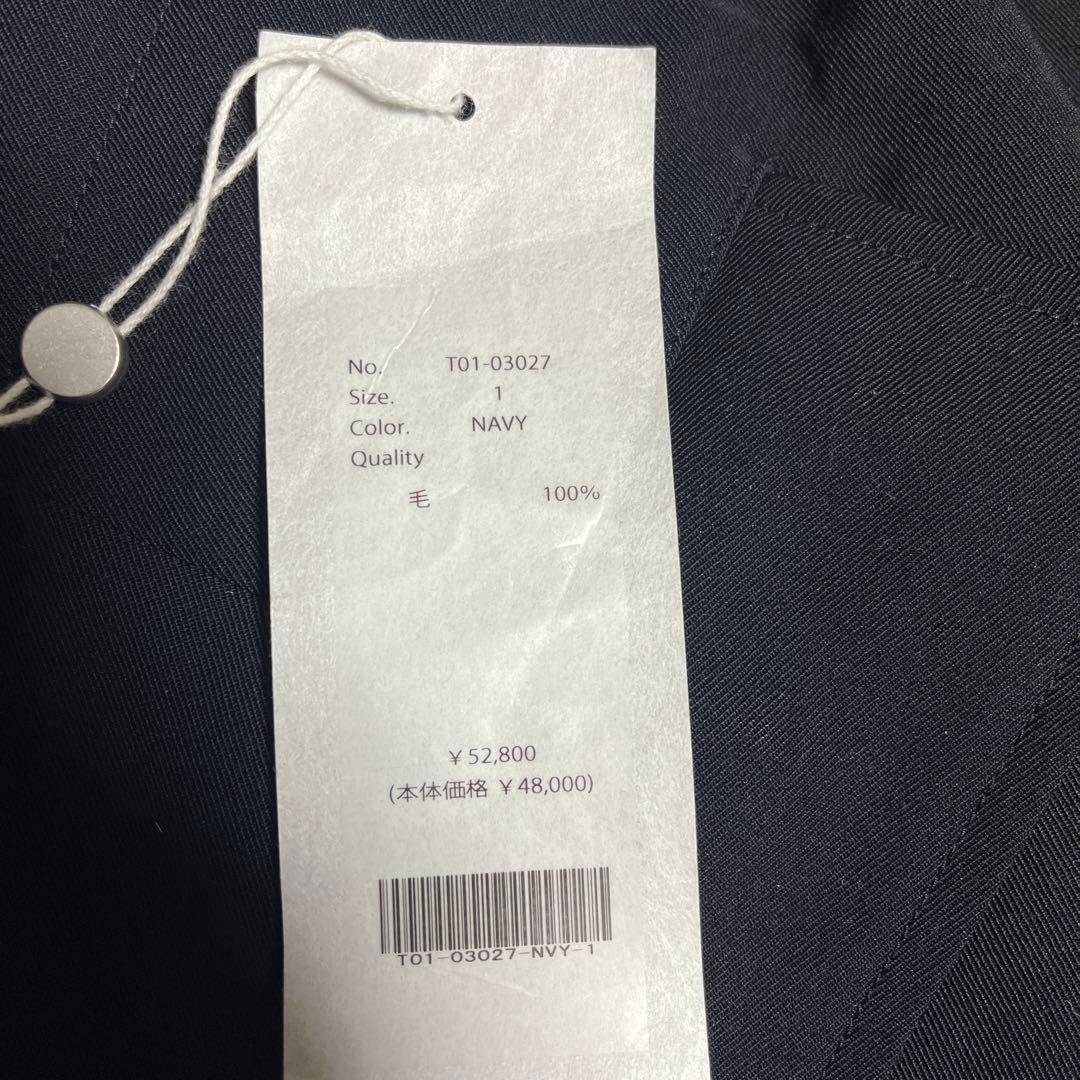 No. T01-03027
Size. 1
Color. NAVY
Quality
毛 100%
¥52,800
(本体価格 ¥48,000)
T01-03027-NVY-1